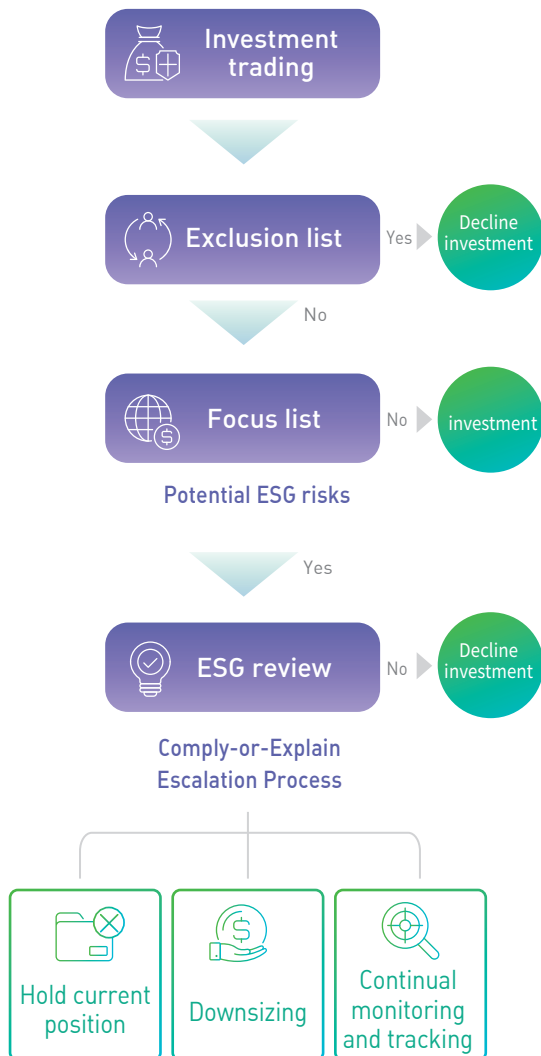 Investment
trading
Exclusion list
Yes
Decline
investment
No
Focus list
No
investment
Potential ESG risks
Yes
ESG review
No
Decline
investment
Comply-or-Explain
Escalation Process
Hold current
position
Downsizing
Continual
monitoring
and tracking